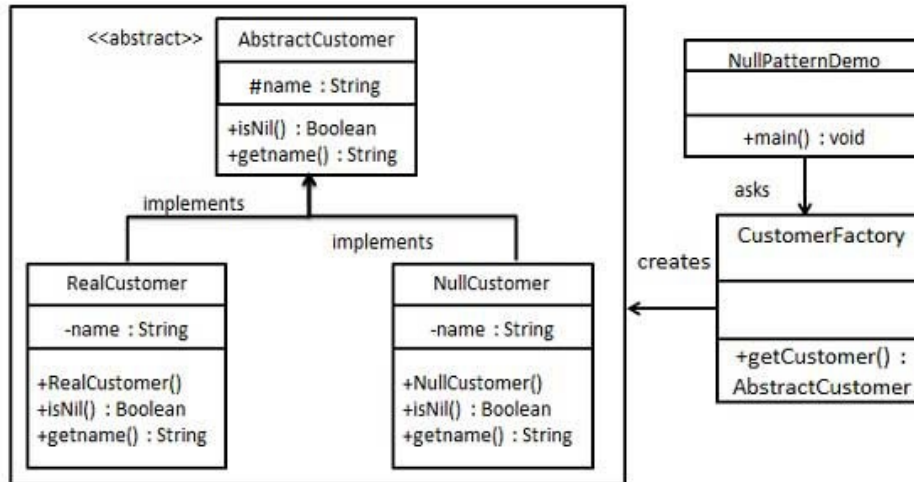 <<abstract>>
AbstractCustomer
#name : String
+isNil() : Boolean
+getname() : String
implements
implements
RealCustomer
-name : String
+RealCustomer()
+isNil() : Boolean
+getname() : String
NullCustomer
-name : String
+NullCustomer()
+isNil() : Boolean
+getname() : String
NullPatternDemo
+main() : void
asks
CustomerFactory
creates
+getCustomer() :
AbstractCustomer